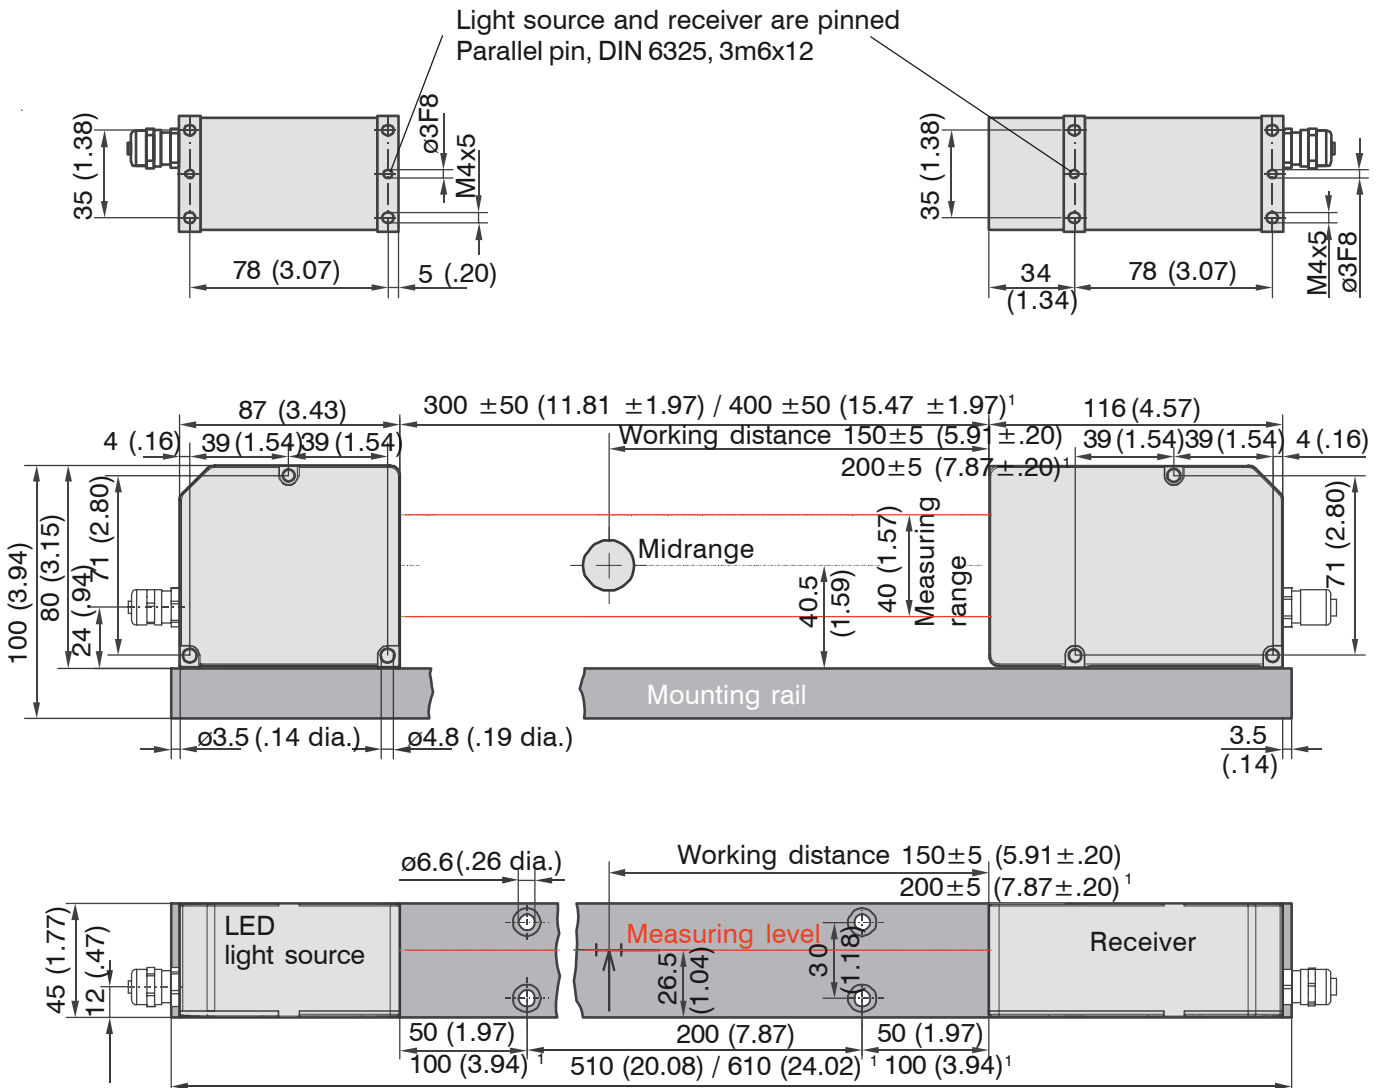 Light source and receiver are pinned
Parallel pin, DIN 6325, 3m6x12
35 (1.38)
ø3F8
M4x5
78 (3.07)
5 (.20)
35 (1.38)
34
(1.34)
78 (3.07)
M4x5
ø3F8
87 (3.43)
300 ±50 (11.81 ±1.97) / 400 ±50 (15.47 ±1.97)¹
116 (4.57)
4 (.16)
39 (1.54)
39 (1.54)
Working distance 150±5 (5.91±.20)
200±5 (7.87±.20)¹
39 (1.54)
39 (1.54)
4 (.16)
100 (3.94)
80 (3.15)
71 (2.80)
24 (.94)
Midrange
40.5
(1.59)
40 (1.57)
Measuring
range
71 (2.80)
Mounting rail
ø3.5 (.14 dia.)
ø4.8 (.19 dia.)
3.5
(.14)
ø6.6 (.26 dia.)
Working distance 150±5 (5.91±.20)
200±5 (7.87±.20)¹
45 (1.77)
12 (.47)
LED
light source
Measuring level
26.5
(1.04)
30
(1.18)
Receiver
50 (1.97)
100 (3.94)¹
200 (7.87)
50 (1.97)
100 (3.94)¹
510 (20.08) / 610 (24.02)¹